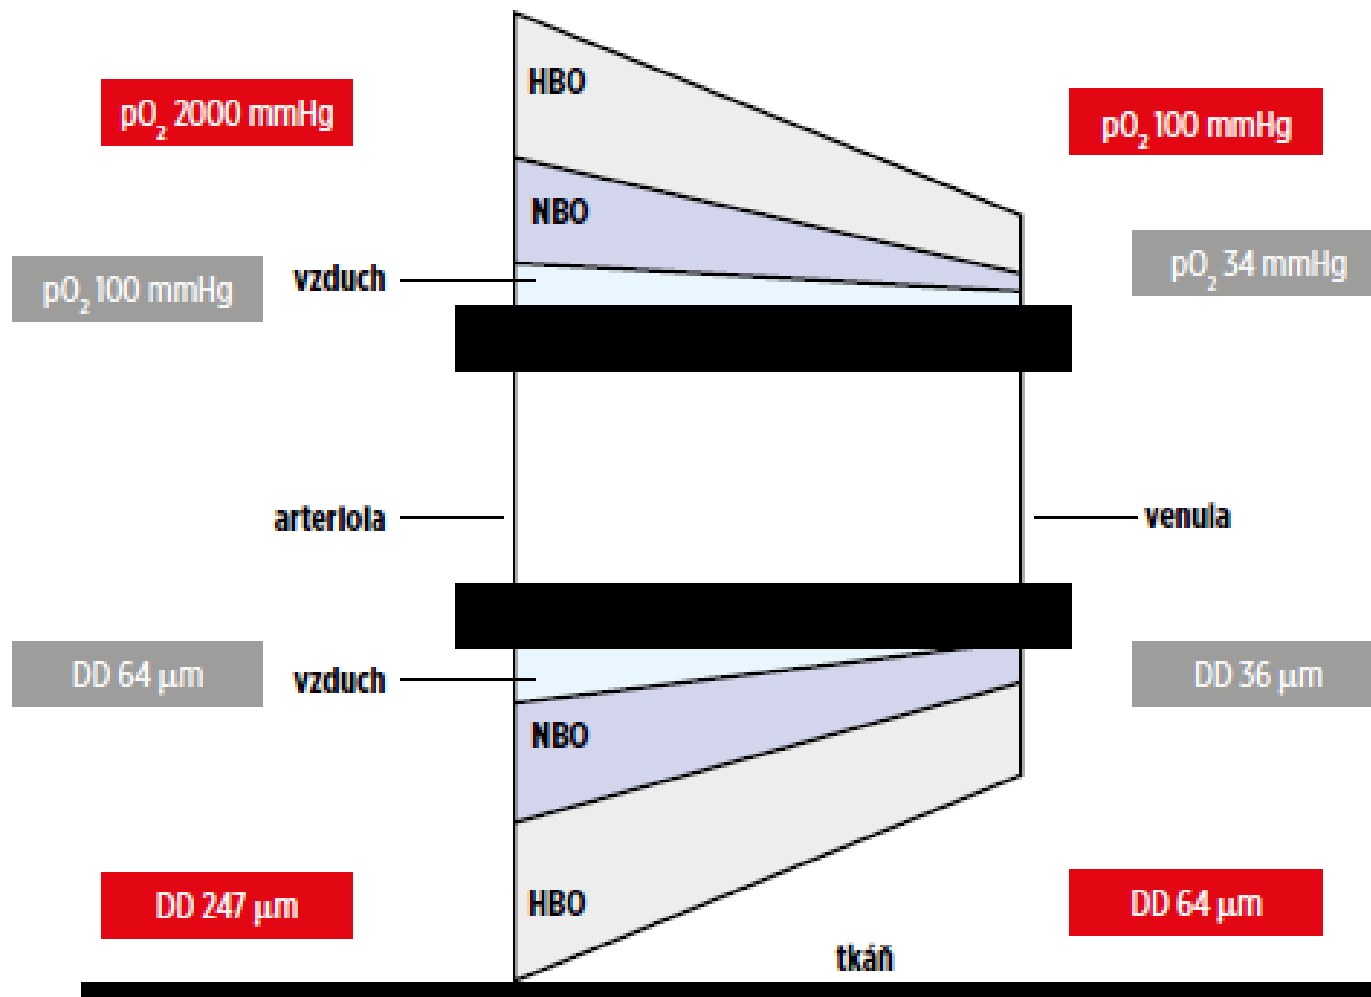 HBO
pO₂ 2000 mmHg
pO₂ 100 mmHg
NBO
vzduch
pO₂ 100 mmHg
pO₂ 34 mmHg
arteriola
venula
DD 64 μm
vzduch
DD 36 μm
NBO
DD 247 μm
HBO
DD 64 μm
tkáň